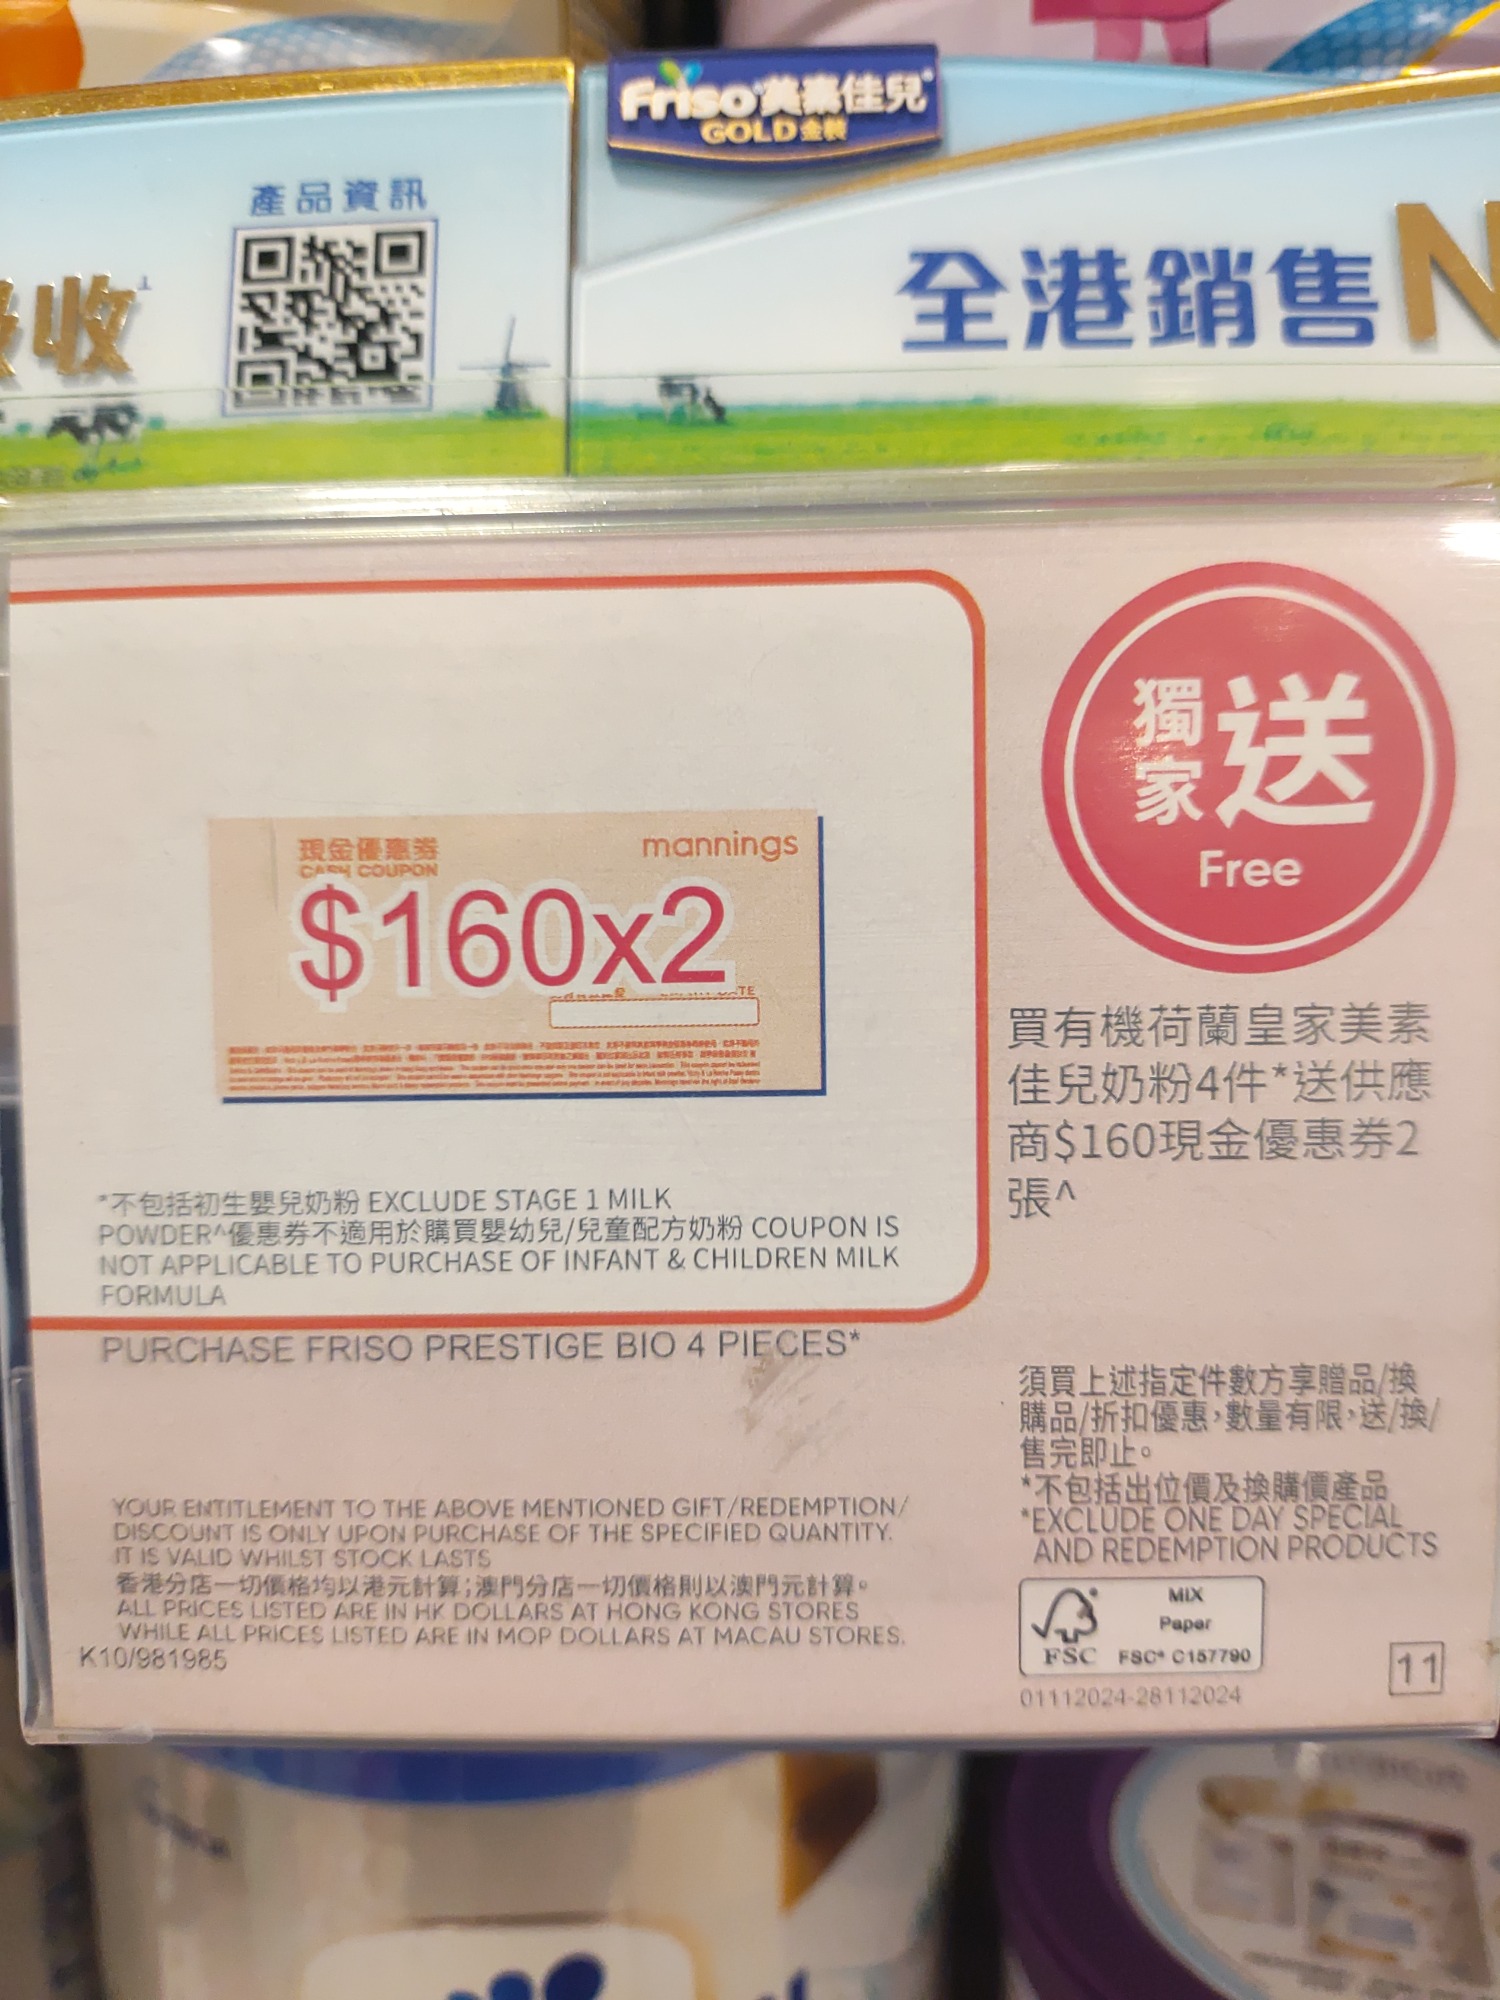 Friso美素佳兒
GOLD金裝
產品資訊
收¹
全港銷售N
獨家送
Free
現金優惠券
CASH COUPON
mannings
$160x2
買有機荷蘭皇家美素
佳兒奶粉4件*送供應
商$160現金優惠券2
張^
*不包括初生嬰兒奶粉 EXCLUDE STAGE 1 MILK
POWDER^優惠券不適用於購買嬰幼兒/兒童配方奶粉 COUPON IS
NOT APPLICABLE TO PURCHASE OF INFANT & CHILDREN MILK
FORMULA
PURCHASE FRISO PRESTIGE BIO 4 PIECES*
須買上述指定件數方享贈品/換
購品/折扣優惠，數量有限，送/換/
售完即止。
*不包括出位價及換購價產品
*EXCLUDE ONE DAY SPECIAL
AND REDEMPTION PRODUCTS
YOUR ENTITLEMENT TO THE ABOVE MENTIONED GIFT/REDEMPTION/
DISCOUNT IS ONLY UPON PURCHASE OF THE SPECIFIED QUANTITY.
IT IS VALID WHILST STOCK LASTS
香港分店一切價格均以港元計算；澳門分店一切價格則以澳門元計算。
ALL PRICES LISTED ARE IN HK DOLLARS AT HONG KONG STORES
WHILE ALL PRICES LISTED ARE IN MOP DOLLARS AT MACAU STORES.
K10/981985
FSC
MIX
Paper
FSC® C157790
01112024-28112024
11